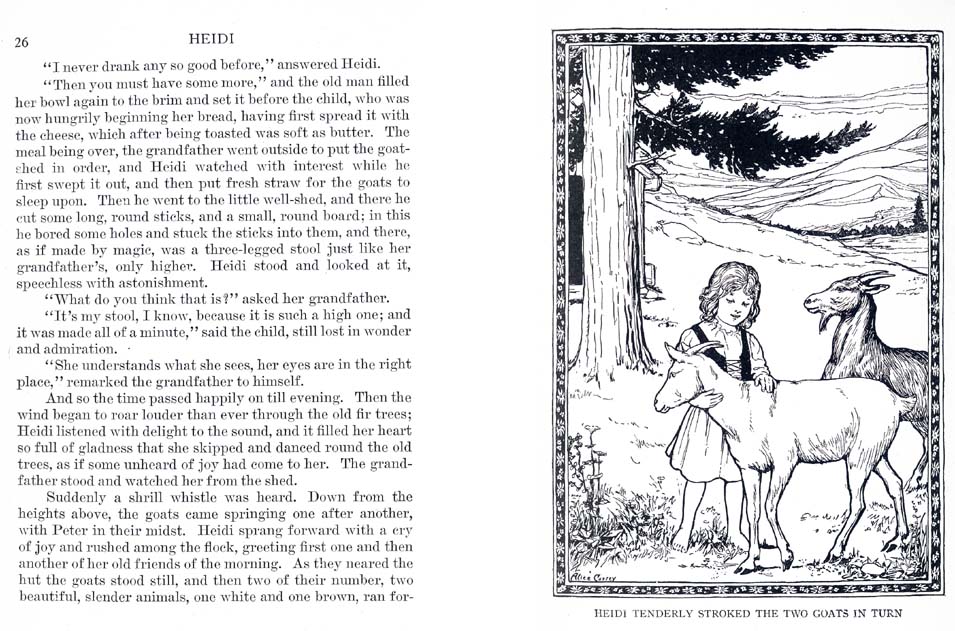 26
HEIDI
"I never drank any so good before," answered Heidi.
"Then you must have some more," and the old man filled
her bowl again to the brim and set it before the child, who was
now hungrily beginning her bread, having first spread it with
the cheese, which after being toasted was soft as butter. The
meal being over, the grandfather went outside to put the goat-
shed in order, and Heidi watched with interest while he
first swept it out, and then put fresh straw for the goats to
sleep upon. Then he went to the little well-shed, and there he
cut some long, round sticks, and a small, round board; in this
he bored some holes and stuck the sticks into them, and there,
as if made by magic, was a three-legged stool just like her
grandfather's, only higher. Heidi stood and looked at it,
speechless with astonishment.
"What do you think that is?" asked her grandfather.
"It's my stool, I know, because it is such a high one; and
it was made all of a minute," said the child, still lost in wonder
and admiration.
"She understands what she sees, her eyes are in the right
place," remarked the grandfather to himself.
And so the time passed happily on till evening. Then the
wind began to roar louder than ever through the old fir trees;
Heidi listened with delight to the sound, and it filled her heart
so full of gladness that she skipped and danced round the old
trees, as if some unheard of joy had come to her. The grand-
father stood and watched her from the shed.
Suddenly a shrill whistle was heard. Down from the
heights above, the goats came springing one after another,
with Peter in their midst. Heidi sprang forward with a cry
of joy and rushed among the flock, greeting first one and then
another of her old friends of the morning. As they neared the
hut the goats stood still, and then two of their number, two
beautiful, slender animals, one white and one brown, ran for-
Alice Carsey
HEIDI TENDERLY STROKED THE TWO GOATS IN TURN